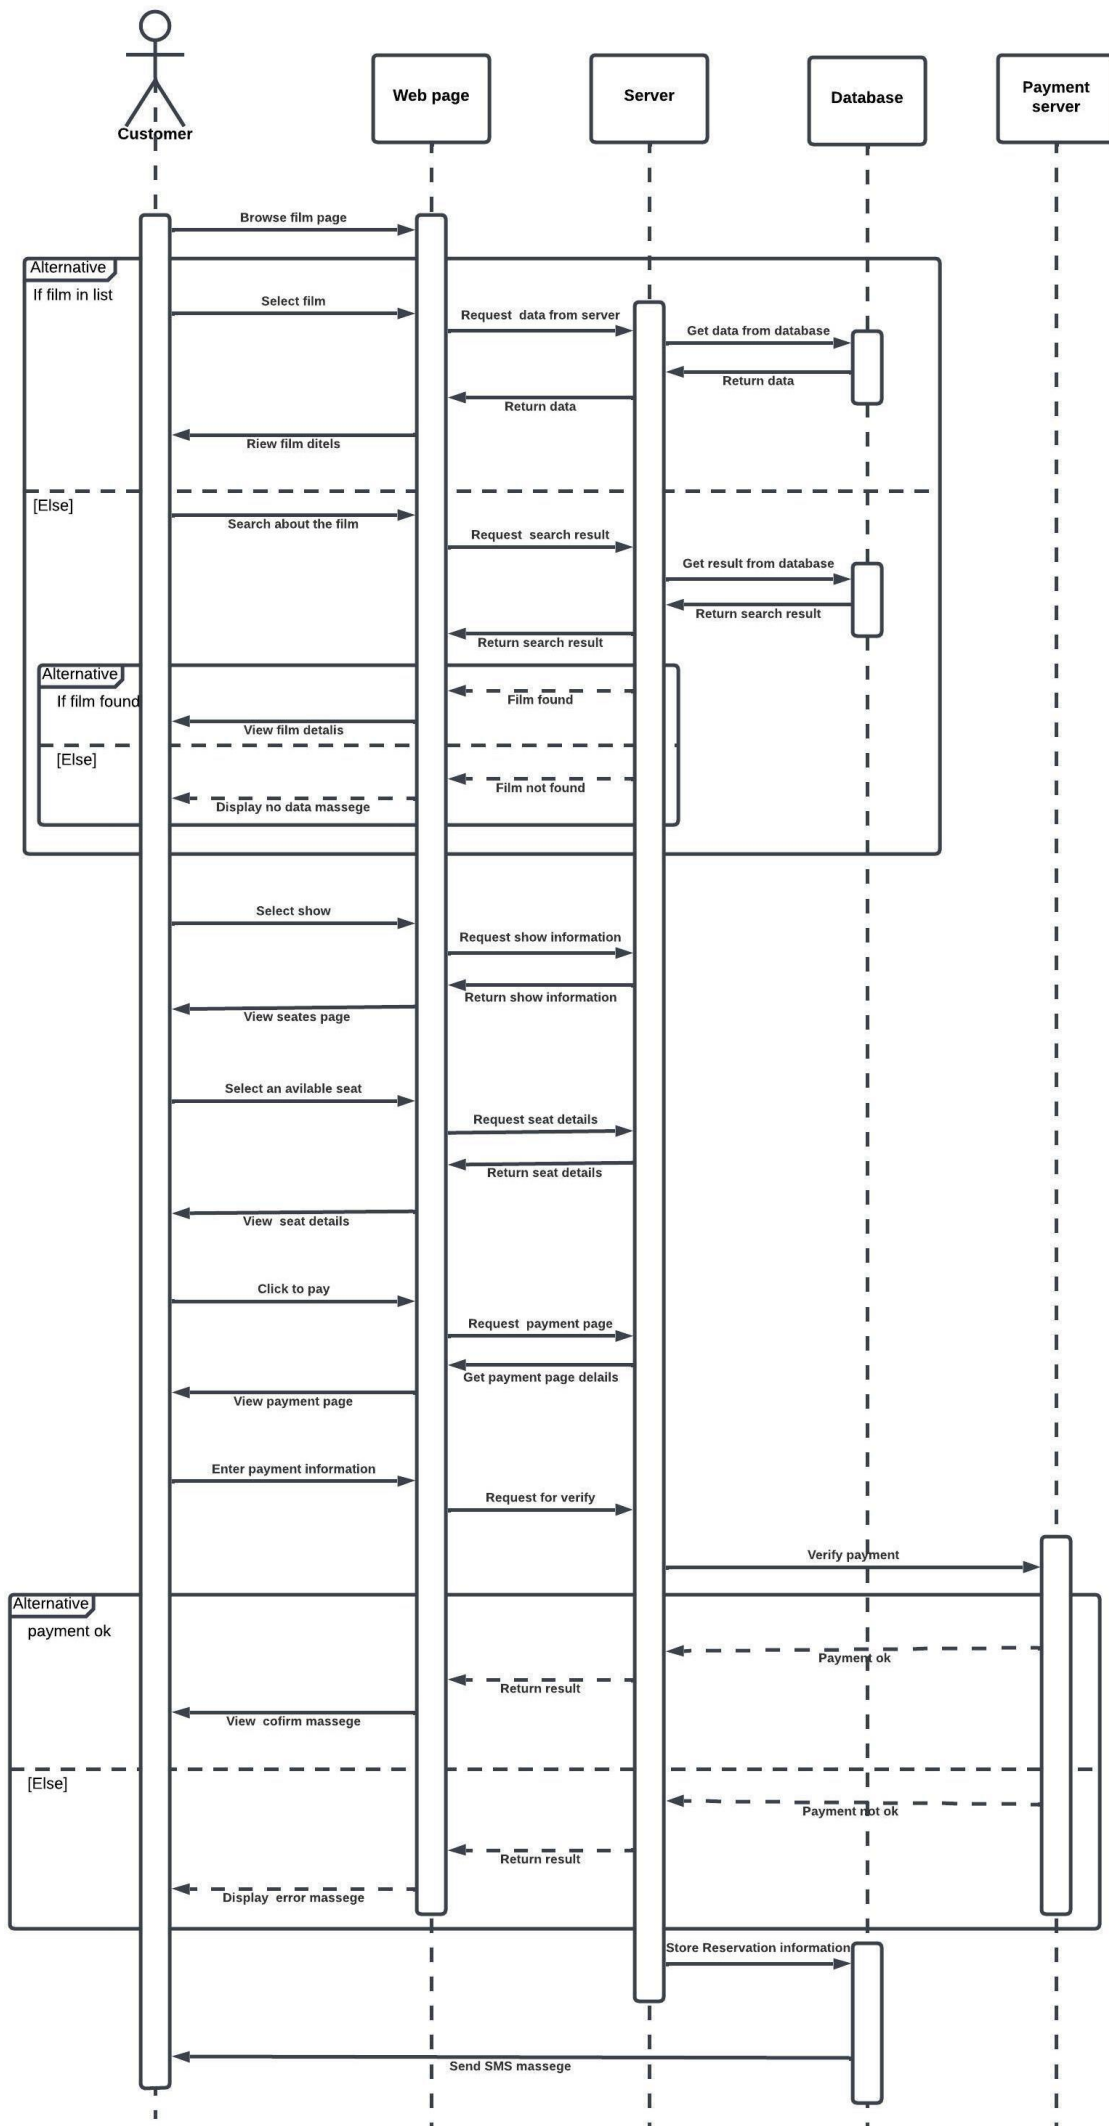 Customer
Web page
Server
Database
Payment
server
Browse film page
Alternative
If film in list
Select film
Request  data from server
Get data from database
Return data
Return data
Riew film ditels
[Else]
Search about the film
Request  search result
Get result from database
Return search result
Return search result
Alternative
If film found
Film found
View film detalis
[Else]
Film not found
Display no data massege
Select show
Request show information
Return show information
View seates page
Select an avilable seat
Request seat details
Return seat details
View  seat details
Click to pay
Request  payment page
Get payment page delails
View payment page
Enter payment information
Request for verify
Verify payment
Alternative
payment ok
Payment ok
Return result
View  cofirm massege
[Else]
Payment not ok
Return result
Display  error massege
Store Reservation information
Send SMS massege